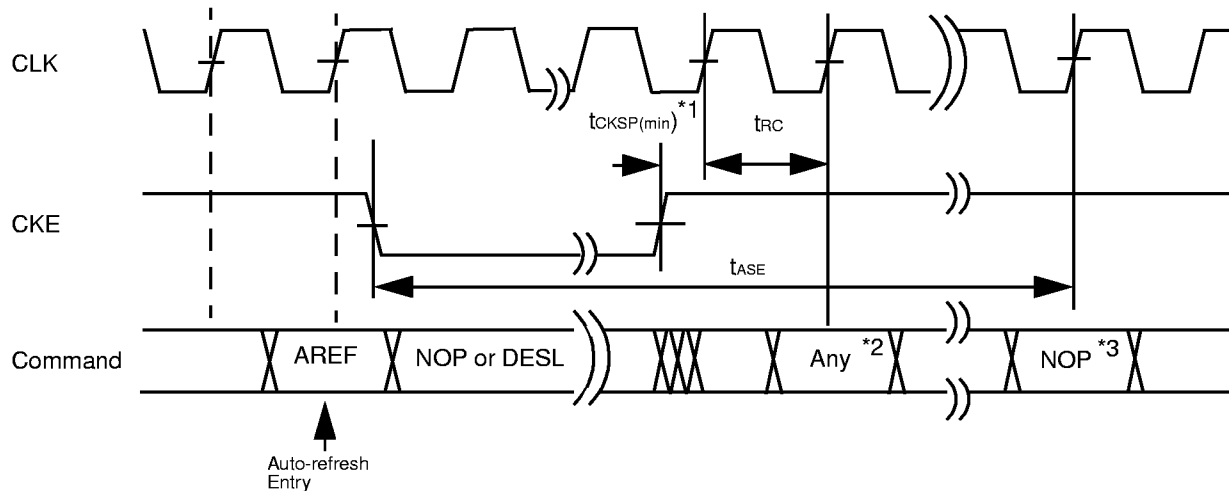 CLK
tCKSP(min)*1
tRC
CKE
tASE
Command
AREF
NOP or DESL
Any *2
NOP *3
Auto-refresh
Entry